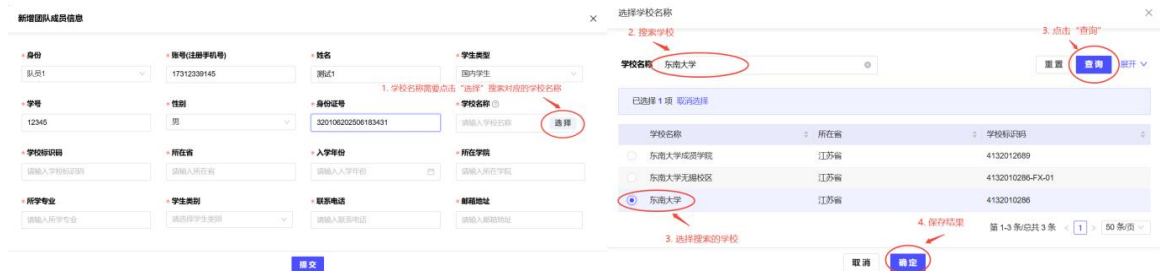 新增团队成员信息 ×
* 身份 * 账号(注册手机号) * 姓名 * 学生类型
队员1 17312339145 测试1 国内学生
1. 学校名称需要点击“选择”搜索对应的学校名称
* 学号 * 性别 * 身份证号 * 学校名称
12345 男 320106202506183431 请输入学校名称 选择
* 学校标识码 * 所在省 * 入学年份 * 所在学院
请输入学校标识码 请输入所在省 请输入入学年份 请输入所在学院
* 所学专业 * 学生类别 * 联系电话 * 邮箱地址
请输入所学专业 请选择学生类别 请输入联系电话 请输入邮箱地址
提交
选择学校名称 ×
2. 搜索学校
3. 点击“查询”
学校名称 东南大学 重置 查询 展开
已选择 1 项 取消选择
学校名称 所在省 学校标识码
东南大学成贤学院 江苏省 4132012689
东南大学无锡校区 江苏省 4132010286-FX-01
东南大学 江苏省 4132010286
4. 保存结果
第 1-3 条/总共 3 条 < 1 > 50 条/页
3. 选择搜索的学校
取消 确定